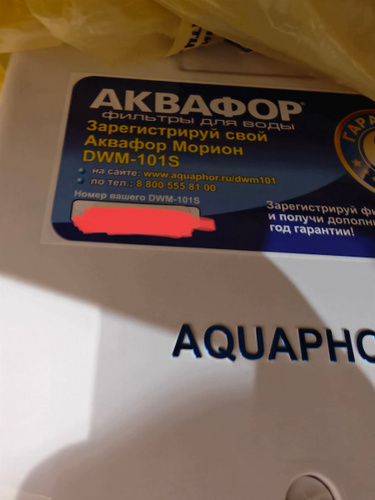 АКВАФОР®
фильтры для воды
Зарегистрируй свой
Аквафор Морион
DWM-101S
на сайте: www.aquaphor.ru/dwm101
по тел.: 8 800 555 81 00
Номер вашего DWM-101S
Зарегистрируй
и получи
год гарантии!
AQUAPHO